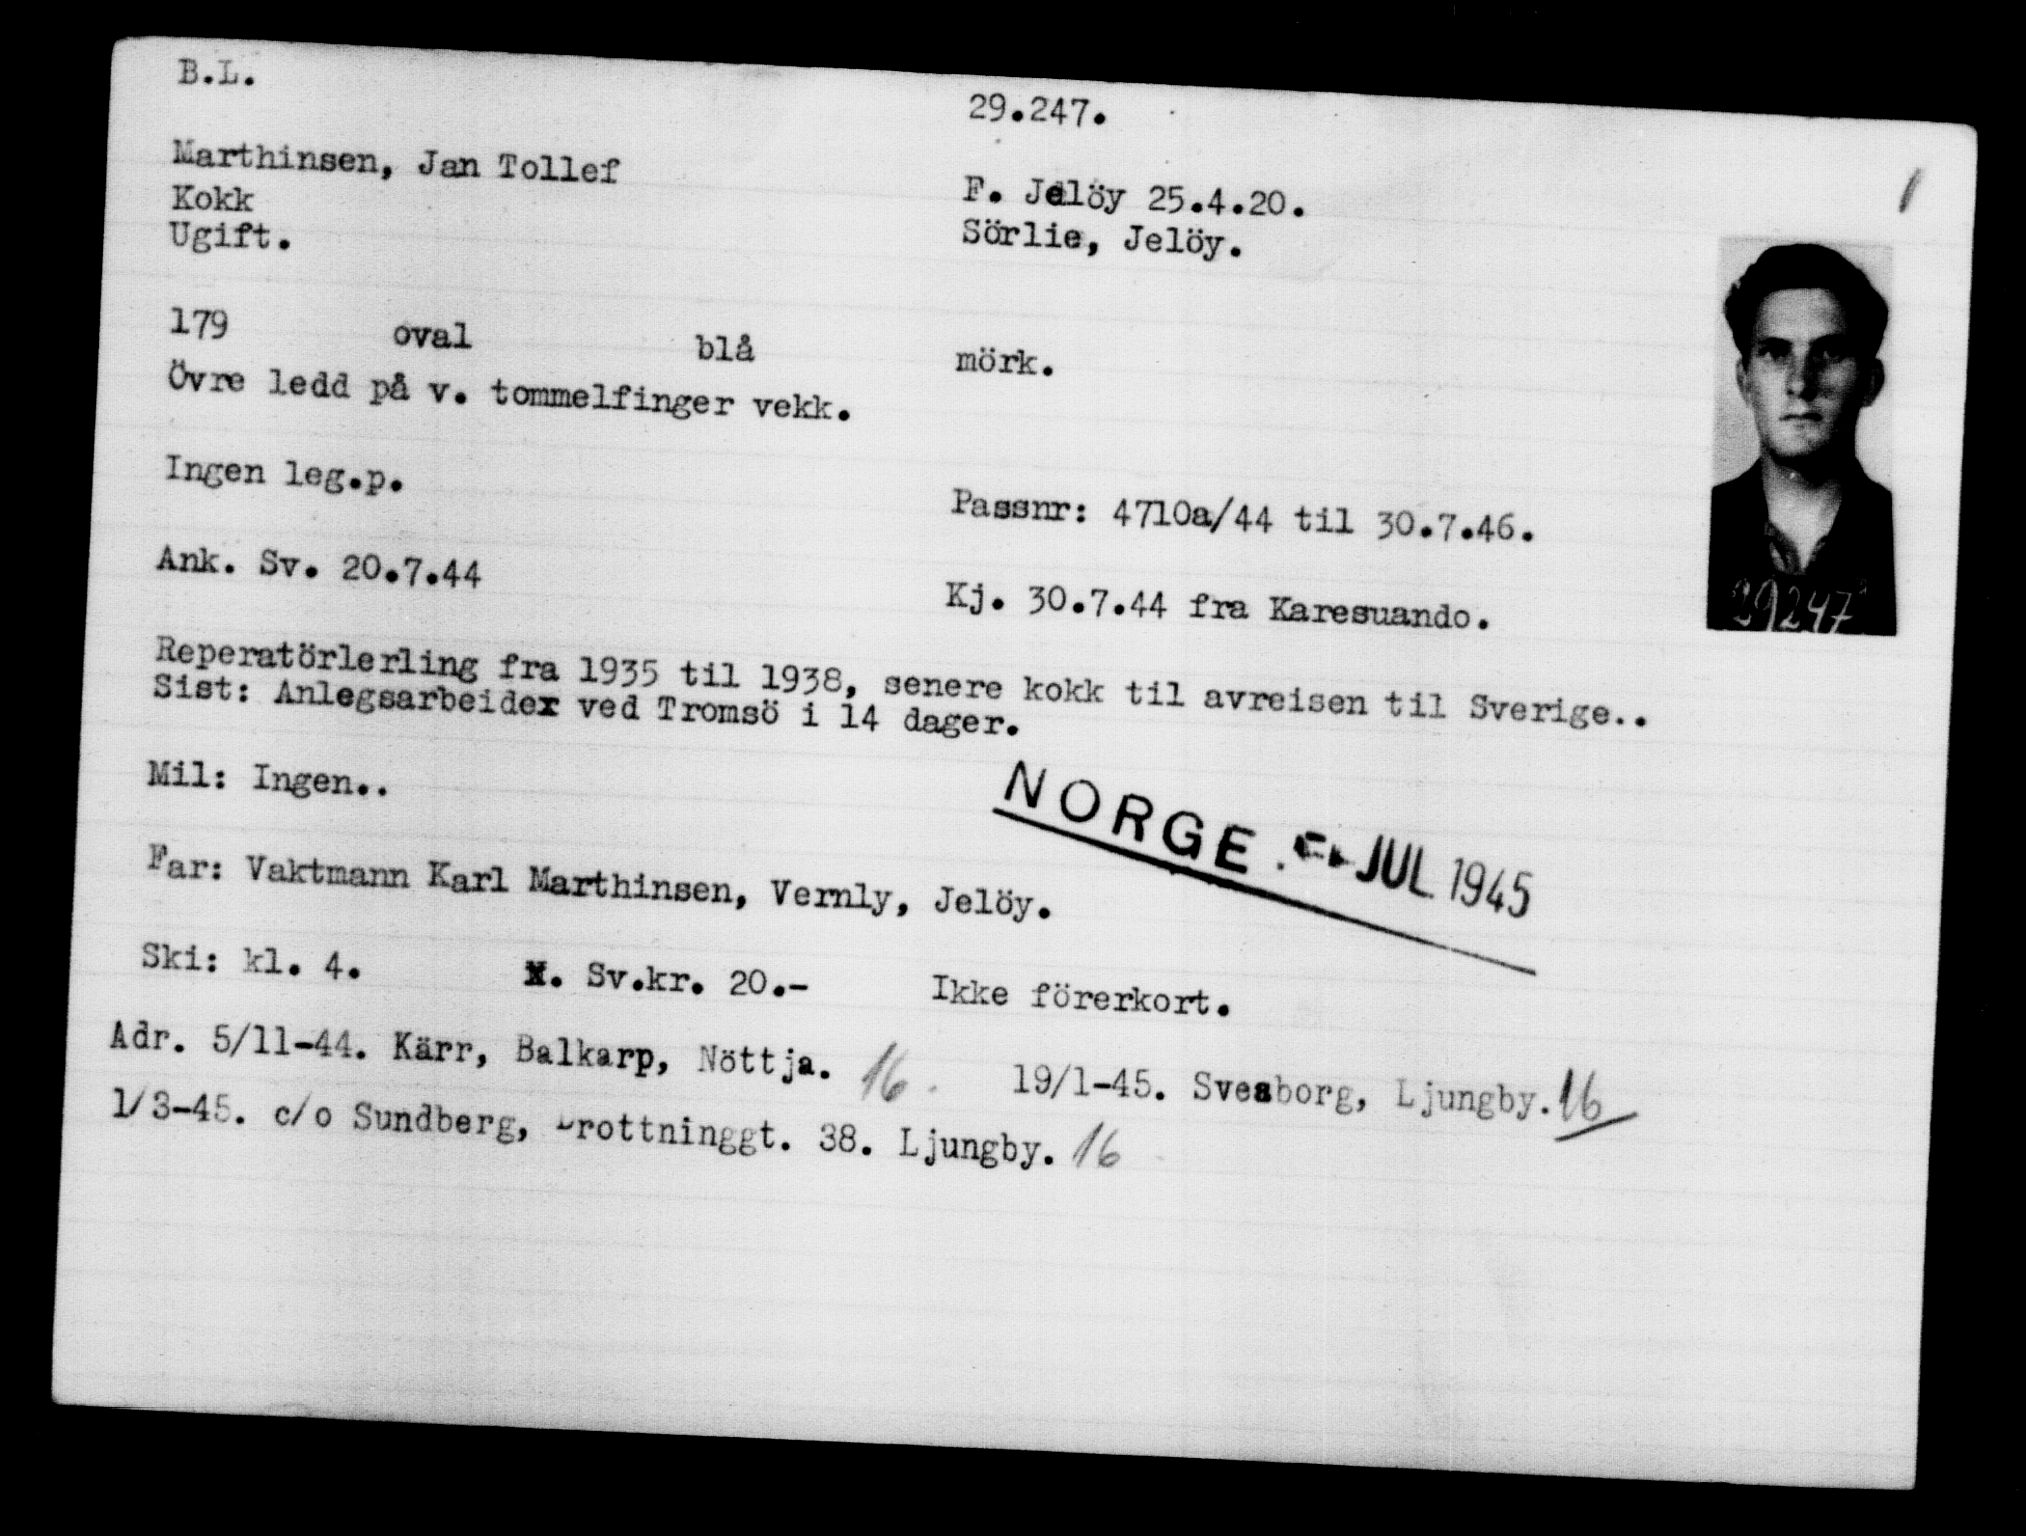 B.L.
29.247.
Marthinsen, Jan Tollef
F. Jelöy 25.4.20.
Kokk
Sörlie, Jelöy.
Ugift.
179 oval blå mörk.
Övre ledd på v. tommelfinger vekk.
Ingen leg.p.
Passnr: 4710a/44 til 30.7.46.
Ank. Sv. 20.7.44
Kj. 30.7.44 fra Karesuando.
29247
Reperatörlerling fra 1935 til 1938, senere kokk til avreisen til Sverige..
Sist: Anlegsarbeider ved Tromsö i 14 dager.
Mil: Ingen..
NORGE. JUL 1945
Far: Vaktmann Karl Marthinsen, Vernly, Jelöy.
Ski: kl. 4. Sv.kr. 20.- Ikke förerkort.
Adr. 5/11-44. Kärr, Balkarp, Nöttja. 16. 19/1-45. Sveaborg, Ljungby. 16
1/3-45. c/o Sundberg, Drottninggt. 38. Ljungby. 16